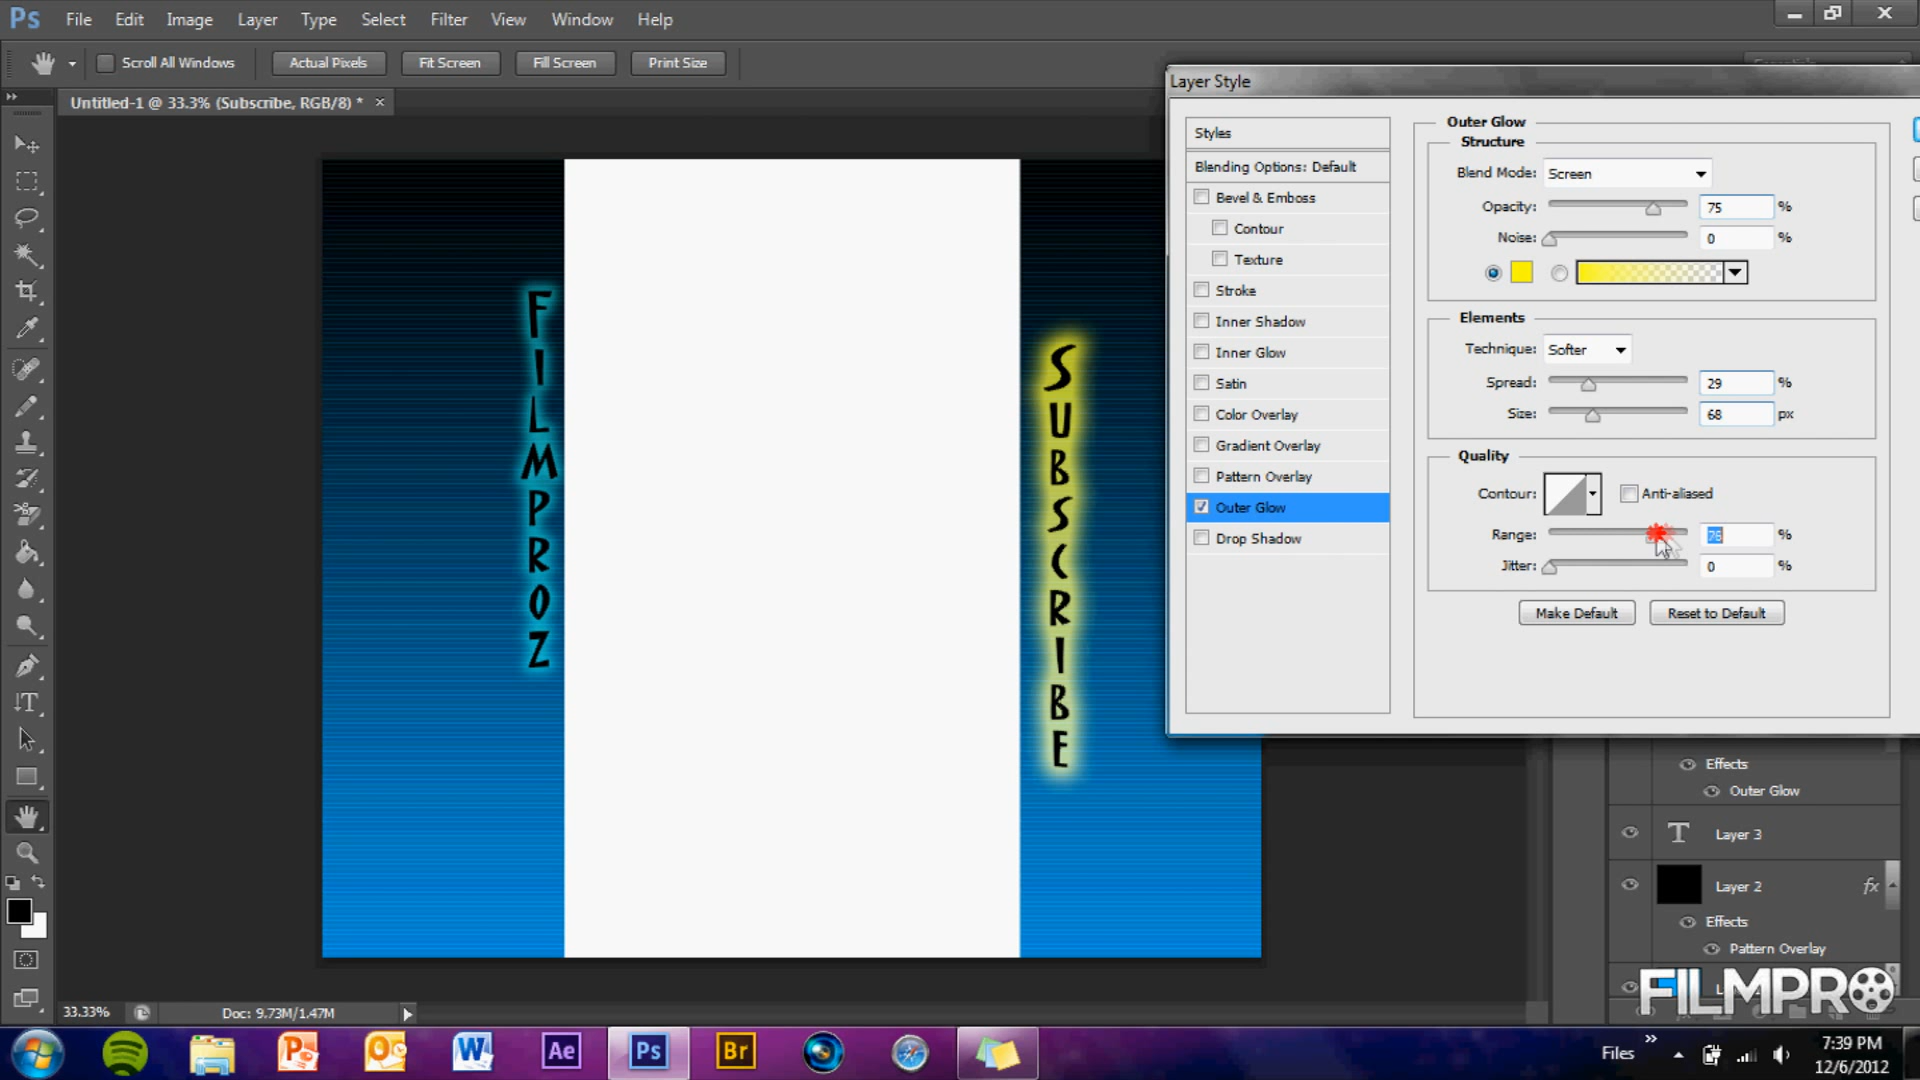 Ps File Edit Image Layer Type Select Filter View Window Help
Scroll All Windows Actual Pixels Fit Screen Fill Screen Print Size
Untitled-1 @ 33.3% (Subscribe, RGB/8) * ×
Layer Style
Styles
Blending Options: Default
Bevel & Emboss
Contour
Texture
Stroke
Inner Shadow
Inner Glow
Satin
Color Overlay
Gradient Overlay
Pattern Overlay
Outer Glow
Drop Shadow
Outer Glow
Structure
Blend Mode: Screen
Opacity: 75 %
Noise: 0 %
Elements
Technique: Softer
Spread: 29 %
Size: 68 px
Quality
Contour: Anti-aliased
Range: 76 %
Jitter: 0 %
Make Default Reset to Default
FILMPROZ
SUBSCRIBE
Effects
Outer Glow
T Layer 3
Layer 2 fx
Effects
Pattern Overlay
FILMPRO
33.33% Doc: 9.73M/1.47M
Ae Ps Br
Files » 7:39 PM
12/6/2012